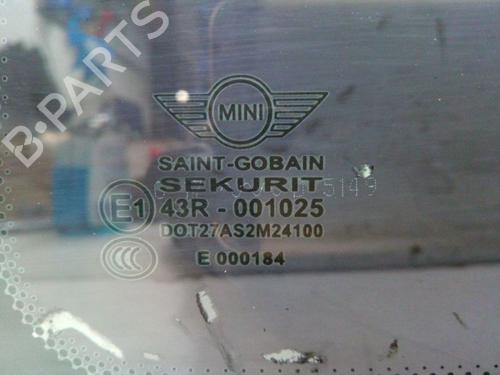 B-PARTS
MINI
SAINT-GOBAIN
SEKURIT
E1 43R - 001025
DOT27AS2M24100
E 000184